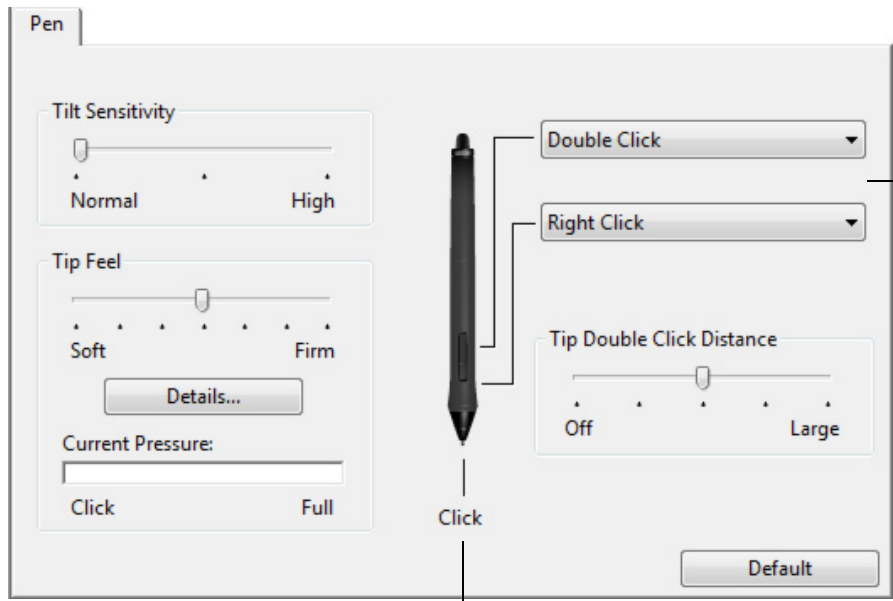 Pen
Tilt Sensitivity
Normal High
Tip Feel
Soft Firm
Details...
Current Pressure:
Click Full
Click
Double Click
Right Click
Tip Double Click Distance
Off Large
Default